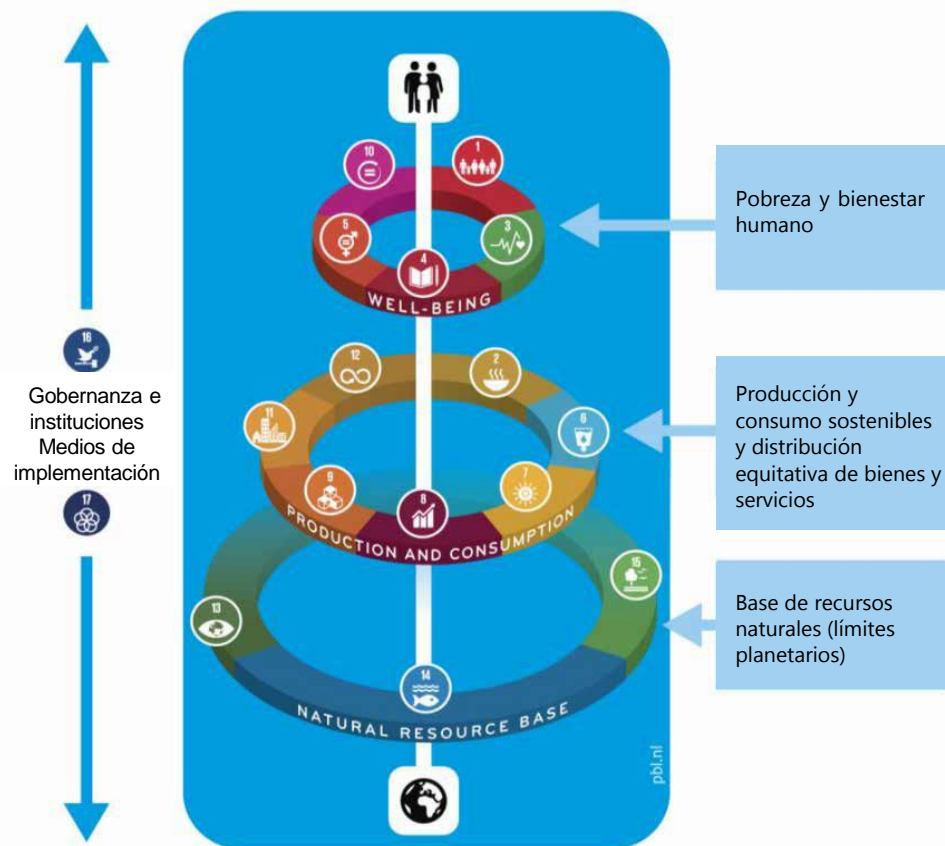 10
1
5
3
4
WELL-BEING
Pobreza y bienestar
humano
16
Gobernanza e
instituciones
Medios de
implementación
17
12
2
11
6
9
7
8
PRODUCTION AND CONSUMPTION
Producción y
consumo sostenibles
y distribución
equitativa de bienes y
servicios
15
13
14
NATURAL RESOURCE BASE
Base de recursos
naturales (límites
planetarios)
pbl.nl